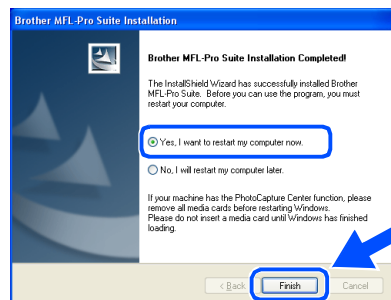 Brother MFL-Pro Suite Installation
Brother MFL-Pro Suite Installation Completed!
The InstallShield Wizard has successfully installed Brother
MFL-Pro Suite.  Before you can use the program, you must
restart your computer.
Yes, I want to restart my computer now.
No, I will restart my computer later.
If your machine has the PhotoCapture Center function, please
remove all media cards before restarting Windows.
Please do not insert a media card until Windows has finished
loading.
< Back Finish Cancel